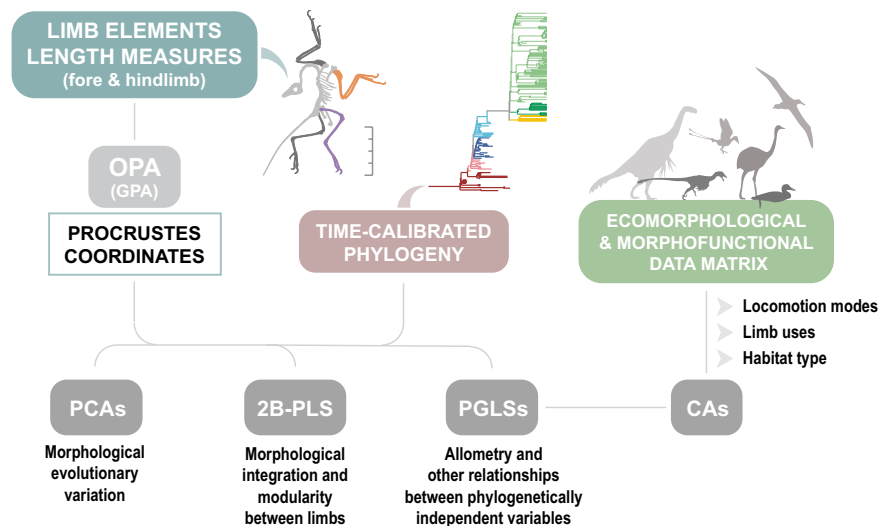 LIMB ELEMENTS
LENGTH MEASURES
(fore & hindlimb)
OPA
(GPA)
PROCRUSTES
COORDINATES
TIME-CALIBRATED
PHYLOGENY
ECOMORPHOLOGICAL
& MORPHOFUNCTIONAL
DATA MATRIX
Locomotion modes
Limb uses
Habitat type
PCAs
Morphological
evolutionary
variation
2B-PLS
Morphological
integration and
modularity
between limbs
PGLSs
Allometry and
other relationships
between phylogenetically
independent variables
CAs